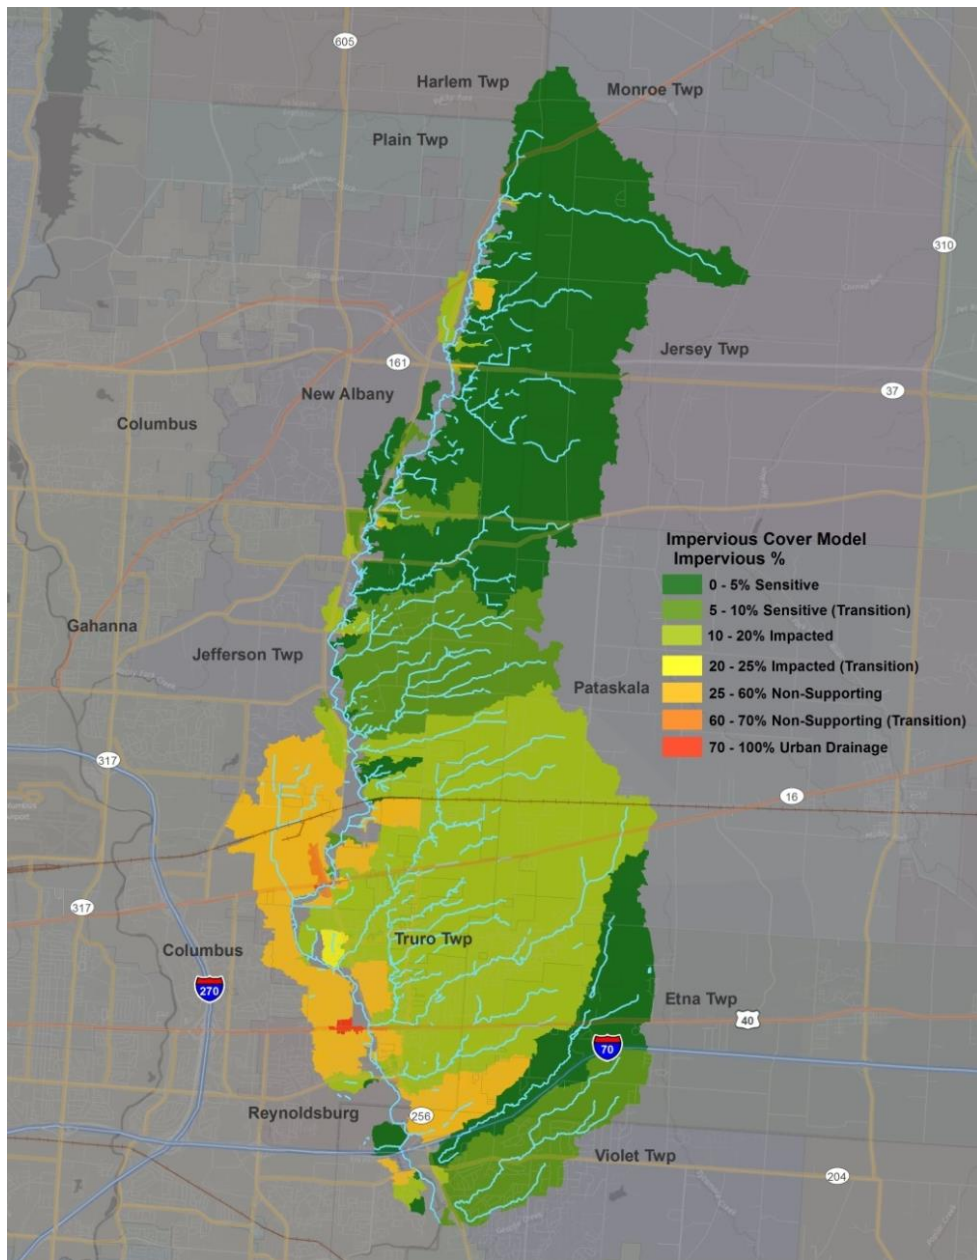 605
Harlem Twp
Monroe Twp
Plain Twp
310
Jersey Twp
161
37
New Albany
Columbus
Impervious Cover Model
Impervious %
0 - 5% Sensitive
5 - 10% Sensitive (Transition)
10 - 20% Impacted
20 - 25% Impacted (Transition)
25 - 60% Non-Supporting
60 - 70% Non-Supporting (Transition)
70 - 100% Urban Drainage
Gahanna
Jefferson Twp
Pataskala
317
16
317
Truro Twp
Columbus
270
Etna Twp
40
70
Reynoldsburg
256
Violet Twp
204